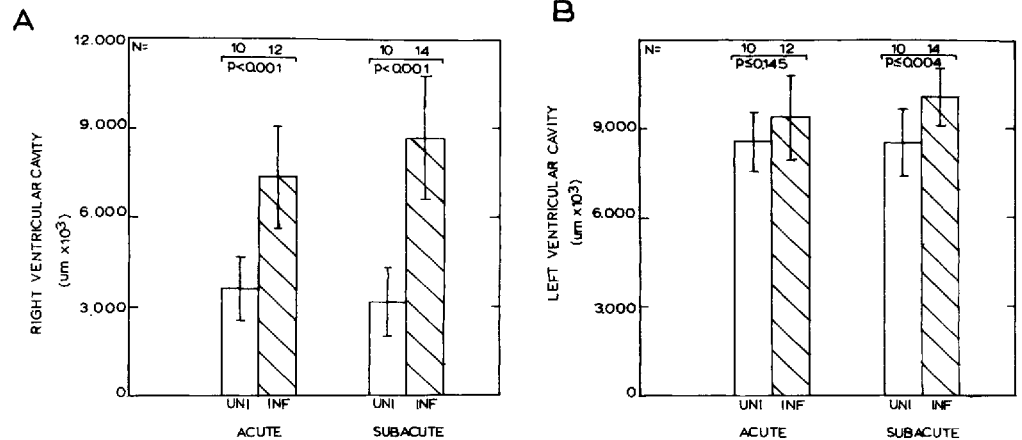 A
RIGHT VENTRICULAR CAVITY
(um x10³)
12.000
9.000
6.000
3.000
0
N=
10 12
P<0.001
10 14
P<0.001
UNI INF
UNI INF
ACUTE
SUBACUTE
B
LEFT VENTRICULAR CAVITY
(um x10³)
9,000
6.000
3.000
0
N=
10 12
P≤0.145
10 14
P≤0.004
UNI INF
UNI INF
ACUTE
SUBACUTE